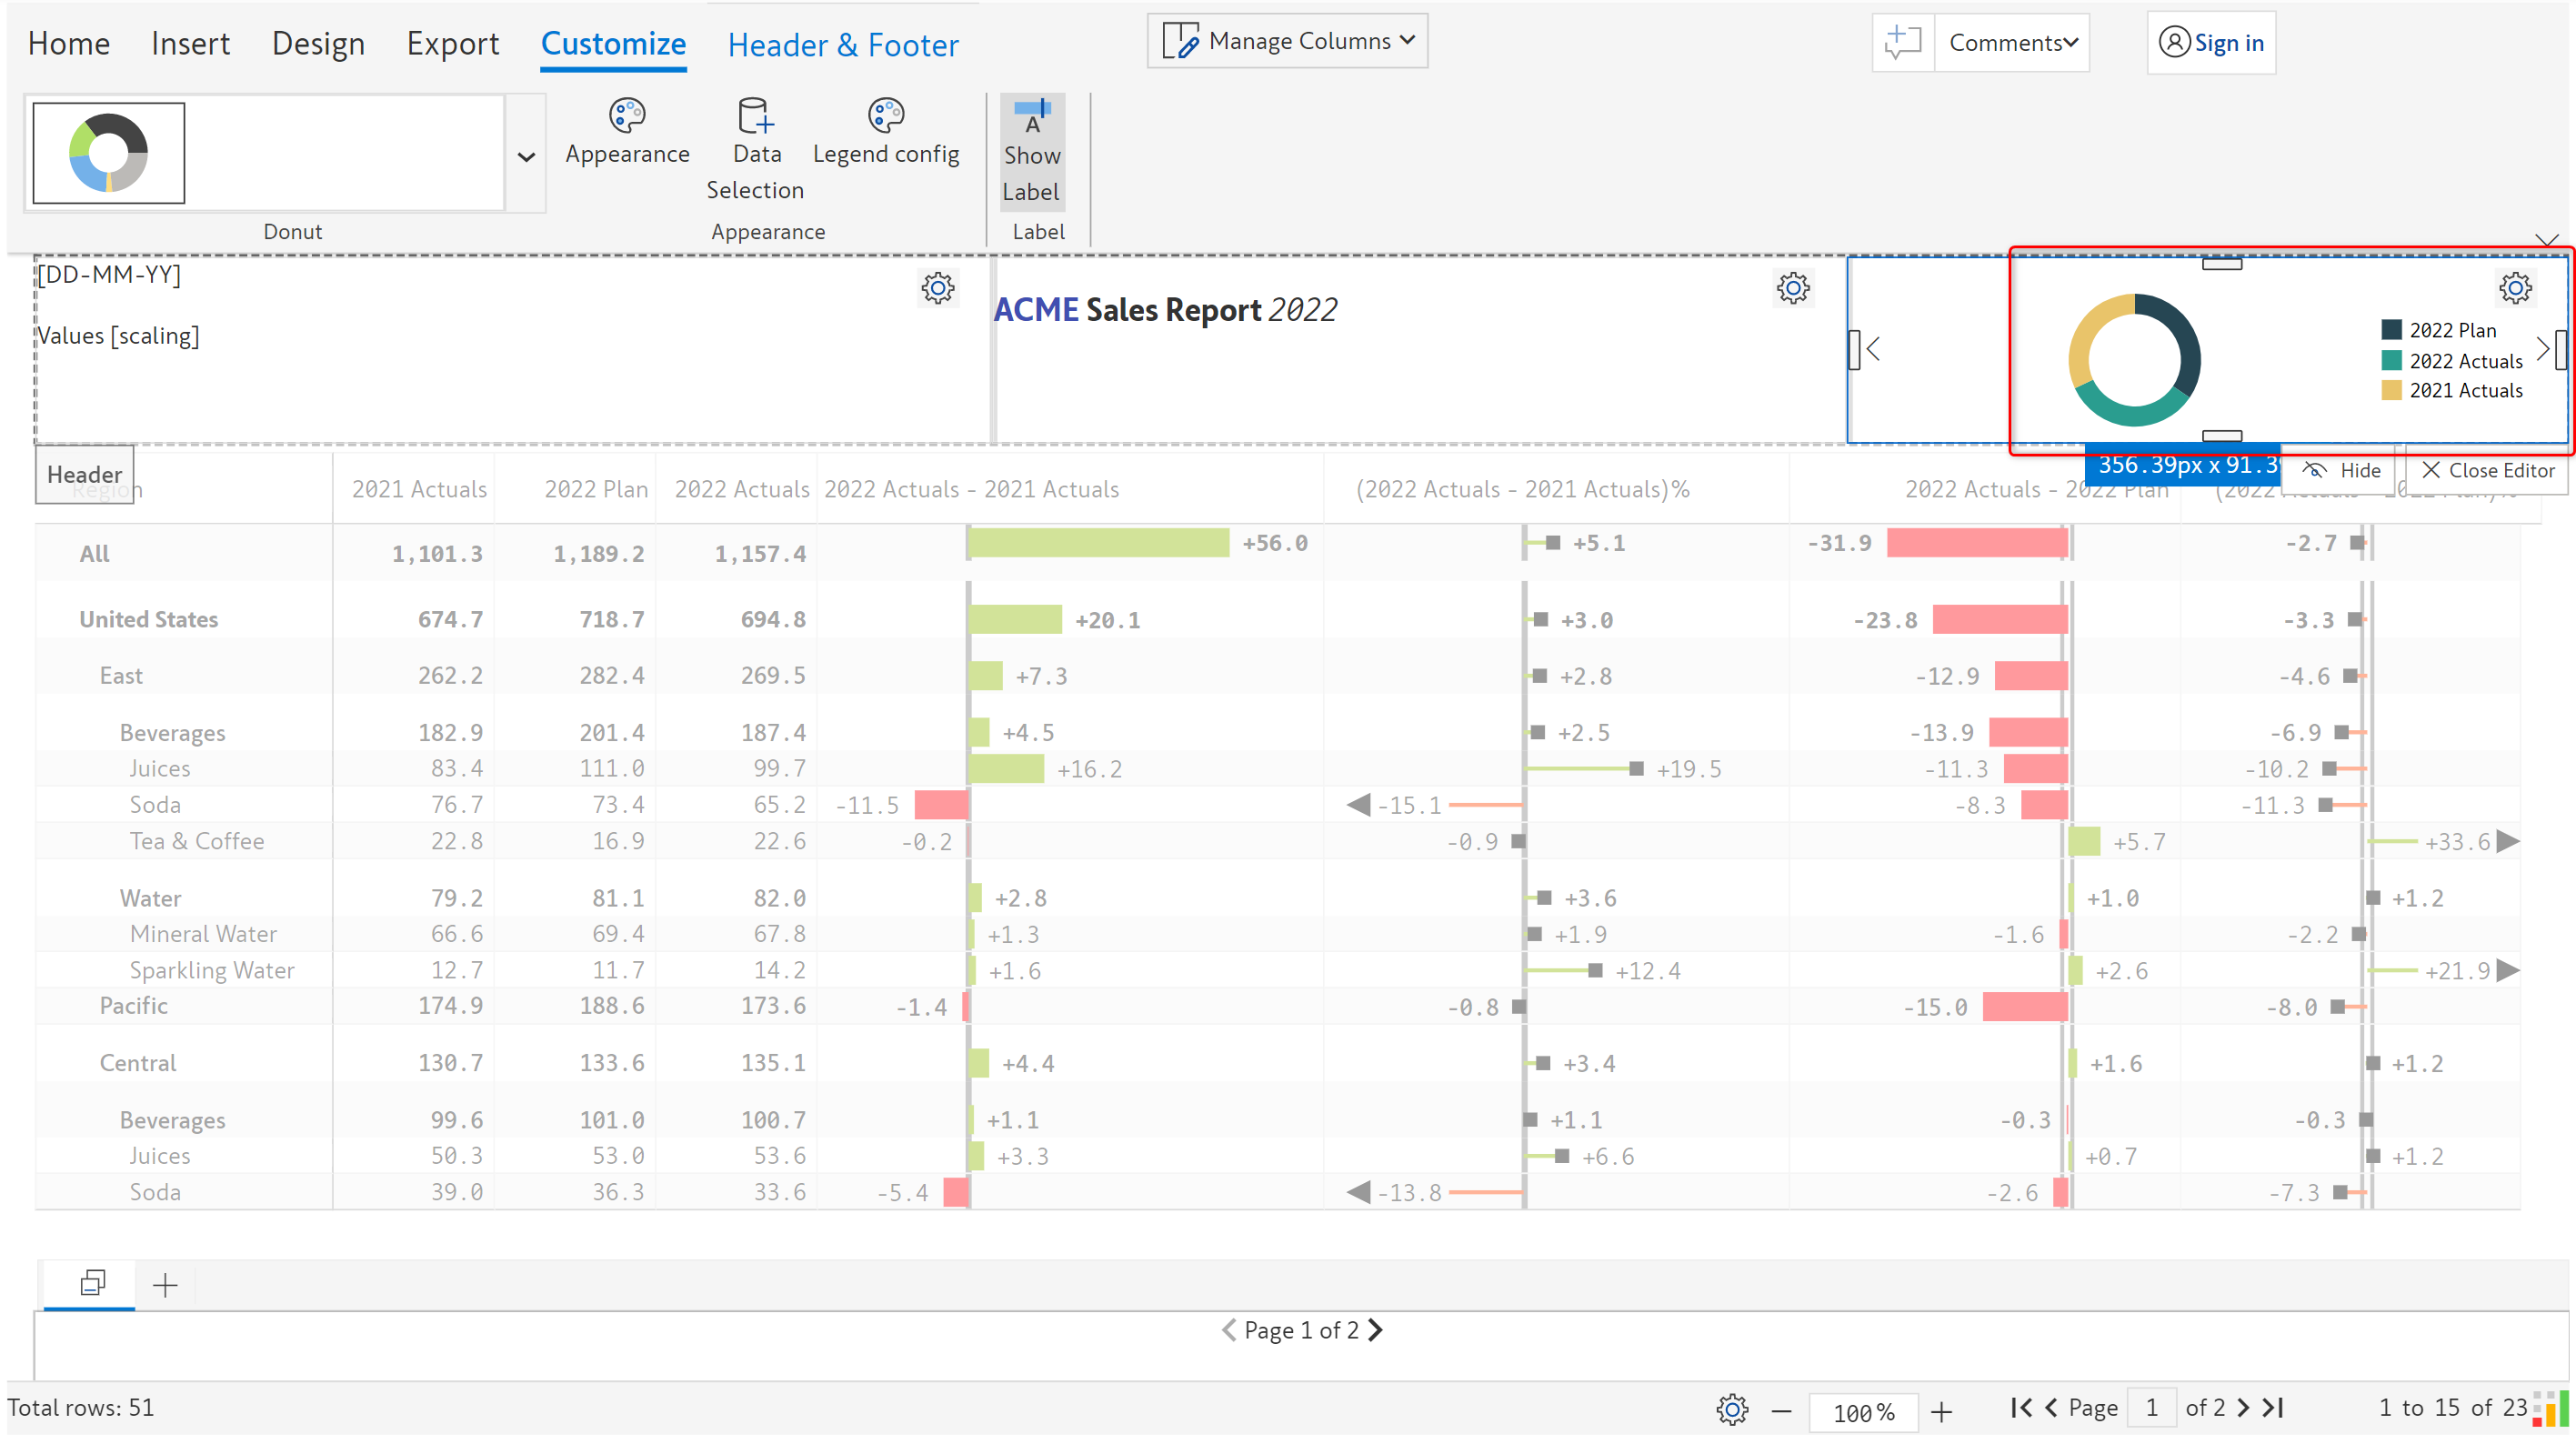 Home Insert Design Export Customize Header & Footer Manage Columns Comments Sign in
Appearance Data Selection Legend config Show Label
Donut Appearance Label
[DD-MM-YY]
Values [scaling]
ACME Sales Report 2022
2022 Plan
2022 Actuals
2021 Actuals
Header 356.39px x 91.39 Hide Close Editor
Region 2021 Actuals 2022 Plan 2022 Actuals 2022 Actuals - 2021 Actuals (2022 Actuals - 2021 Actuals)% 2022 Actuals - 2022 Plan (2022 Actuals - 2022 Plan)%
All 1,101.3 1,189.2 1,157.4 +56.0 +5.1 -31.9 -2.7
United States 674.7 718.7 694.8 +20.1 +3.0 -23.8 -3.3
East 262.2 282.4 269.5 +7.3 +2.8 -12.9 -4.6
Beverages 182.9 201.4 187.4 +4.5 +2.5 -13.9 -6.9
Juices 83.4 111.0 99.7 +16.2 +19.5 -11.3 -10.2
Soda 76.7 73.4 65.2 -11.5 -15.1 -8.3 -11.3
Tea & Coffee 22.8 16.9 22.6 -0.2 -0.9 +5.7 +33.6
Water 79.2 81.1 82.0 +2.8 +3.6 +1.0 +1.2
Mineral Water 66.6 69.4 67.8 +1.3 +1.9 -1.6 -2.2
Sparkling Water 12.7 11.7 14.2 +1.6 +12.4 +2.6 +21.9
Pacific 174.9 188.6 173.6 -1.4 -0.8 -15.0 -8.0
Central 130.7 133.6 135.1 +4.4 +3.4 +1.6 +1.2
Beverages 99.6 101.0 100.7 +1.1 +1.1 -0.3 -0.3
Juices 50.3 53.0 53.6 +3.3 +6.6 +0.7 +1.2
Soda 39.0 36.3 33.6 -5.4 -13.8 -2.6 -7.3
Page 1 of 2
Total rows: 51 100% Page 1 of 2 1 to 15 of 23